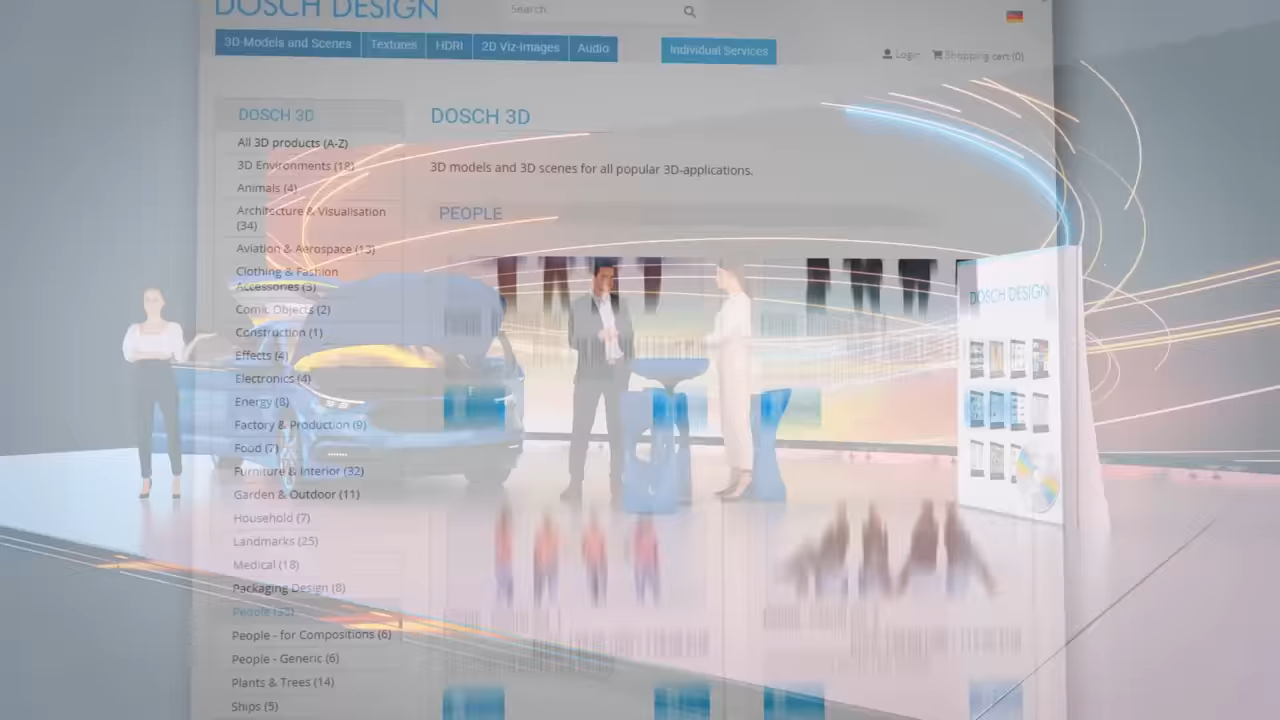 DOSCH DESIGN
Search
3D-Models and Scenes
Textures
HDRI
2D Viz-Images
Audio
Individual Services
Login
Shopping cart (0)
DOSCH 3D
All 3D products (A-Z)
3D Environments (18)
Animals (4)
Architecture & Visualisation
(34)
Aviation & Aerospace (13)
Clothing & Fashion
Accessories (3)
Comic Objects (2)
Construction (1)
Effects (4)
Electronics (4)
Energy (8)
Factory & Production (9)
Food (7)
Furniture & Interior (32)
Garden & Outdoor (11)
Household (7)
Landmarks (25)
Medical (18)
Packaging Design (8)
People
People - for Compositions (6)
People - Generic (6)
Plants & Trees (14)
Ships (5)
DOSCH 3D
3D models and 3D scenes for all popular 3D-applications.
PEOPLE
DOSCH DESIGN